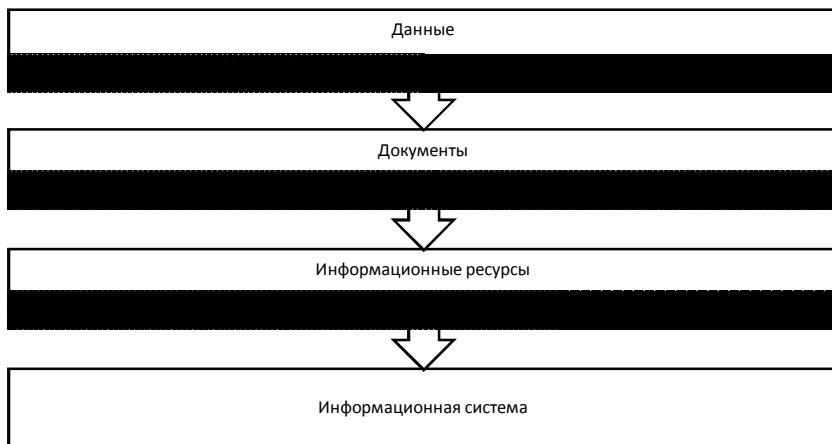 Данные
Документы
Информационные ресурсы
Информационная система